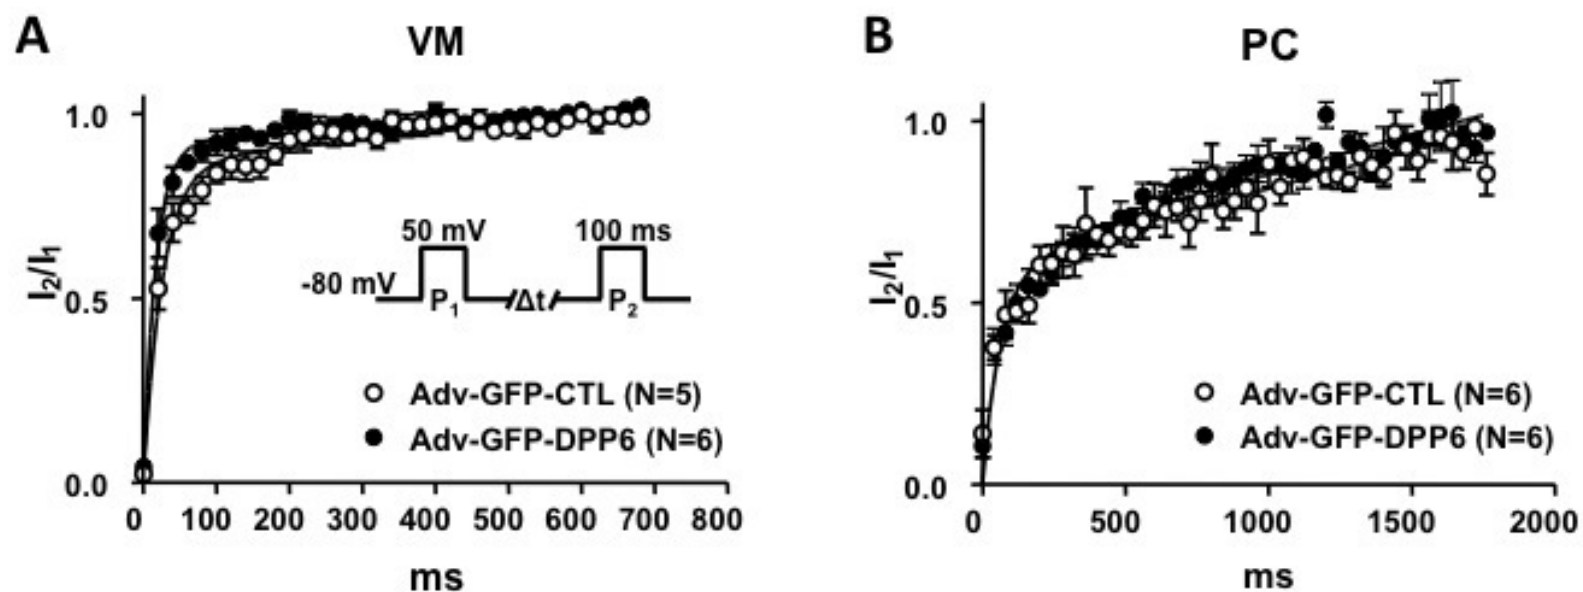 A
VM
1.0
0.5
0.0
I2/I1
50 mV
100 ms
-80 mV
P1
Δt
P2
Adv-GFP-CTL (N=5)
Adv-GFP-DPP6 (N=6)
0 100 200 300 400 500 600 700 800
ms
B
PC
1.0
0.5
0.0
I2/I1
Adv-GFP-CTL (N=6)
Adv-GFP-DPP6 (N=6)
0 500 1000 1500 2000
ms